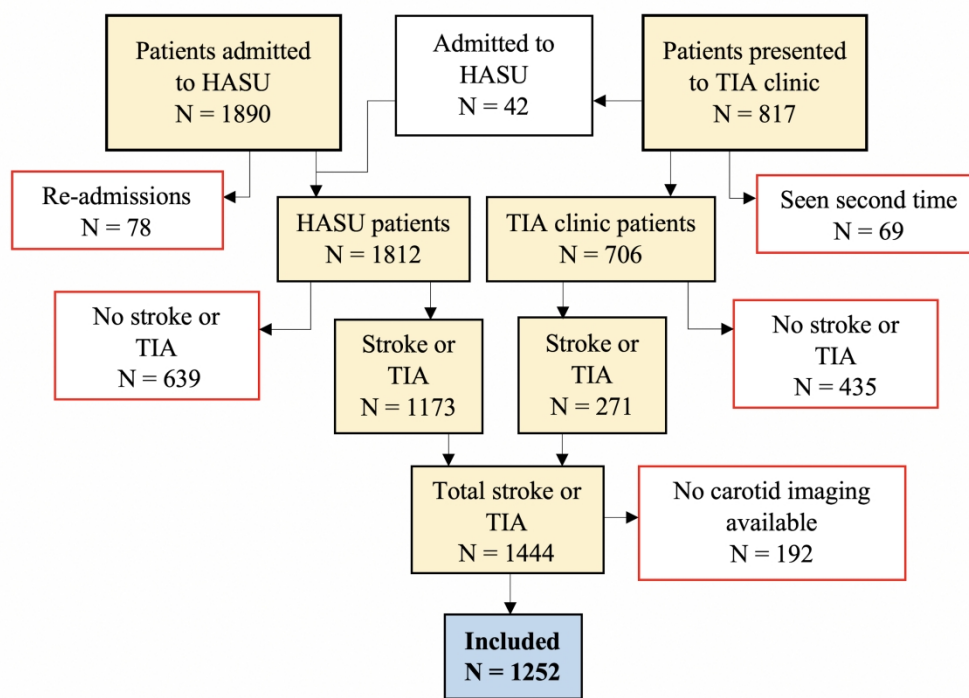 Patients admitted
to HASU
N = 1890
Admitted to
HASU
N = 42
Patients presented
to TIA clinic
N = 817
Re-admissions
N = 78
HASU patients
N = 1812
TIA clinic patients
N = 706
Seen second time
N = 69
No stroke or
TIA
N = 639
Stroke or
TIA
N = 1173
Stroke or
TIA
N = 271
No stroke or
TIA
N = 435
Total stroke or
TIA
N = 1444
No carotid imaging
available
N = 192
Included
N = 1252